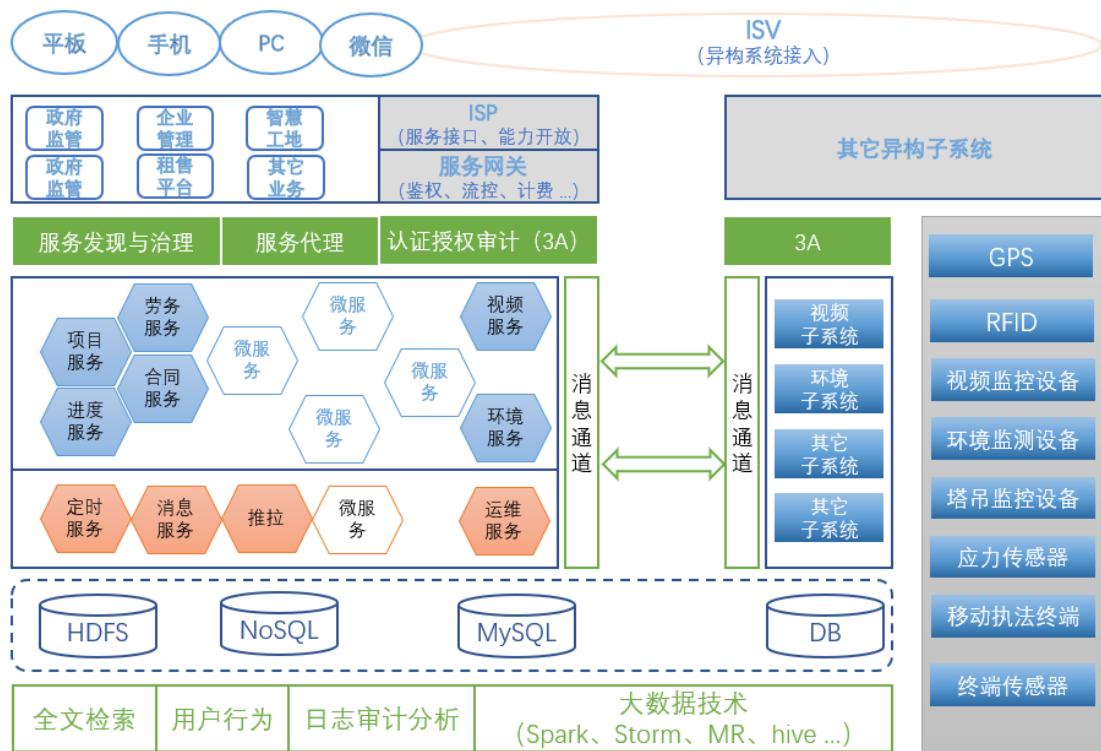 平板
手机
PC
微信
ISV
(异构系统接入)
政府
监管
企业
管理
智慧
工地
ISP
(服务接口、能力开放)
政府
监管
租售
平台
其它
业务
服务网关
(鉴权、流控、计费 ...)
其它异构子系统
服务发现与治理
服务代理
认证授权审计（3A）
3A
项目
服务
劳务
服务
进度
服务
合同
服务
微服
务
微服
务
微服
务
微服
务
视频
服务
环境
服务
定时
服务
消息
服务
推拉
微服
务
运维
服务
消
息
通
道
消
息
通
道
视频
子系统
环境
子系统
其它
子系统
其它
子系统
GPS
RFID
视频监控设备
环境监测设备
塔吊监控设备
应力传感器
移动执法终端
终端传感器
HDFS
NoSQL
MySQL
DB
全文检索
用户行为
日志审计分析
大数据技术
（Spark、Storm、MR、hive ...）